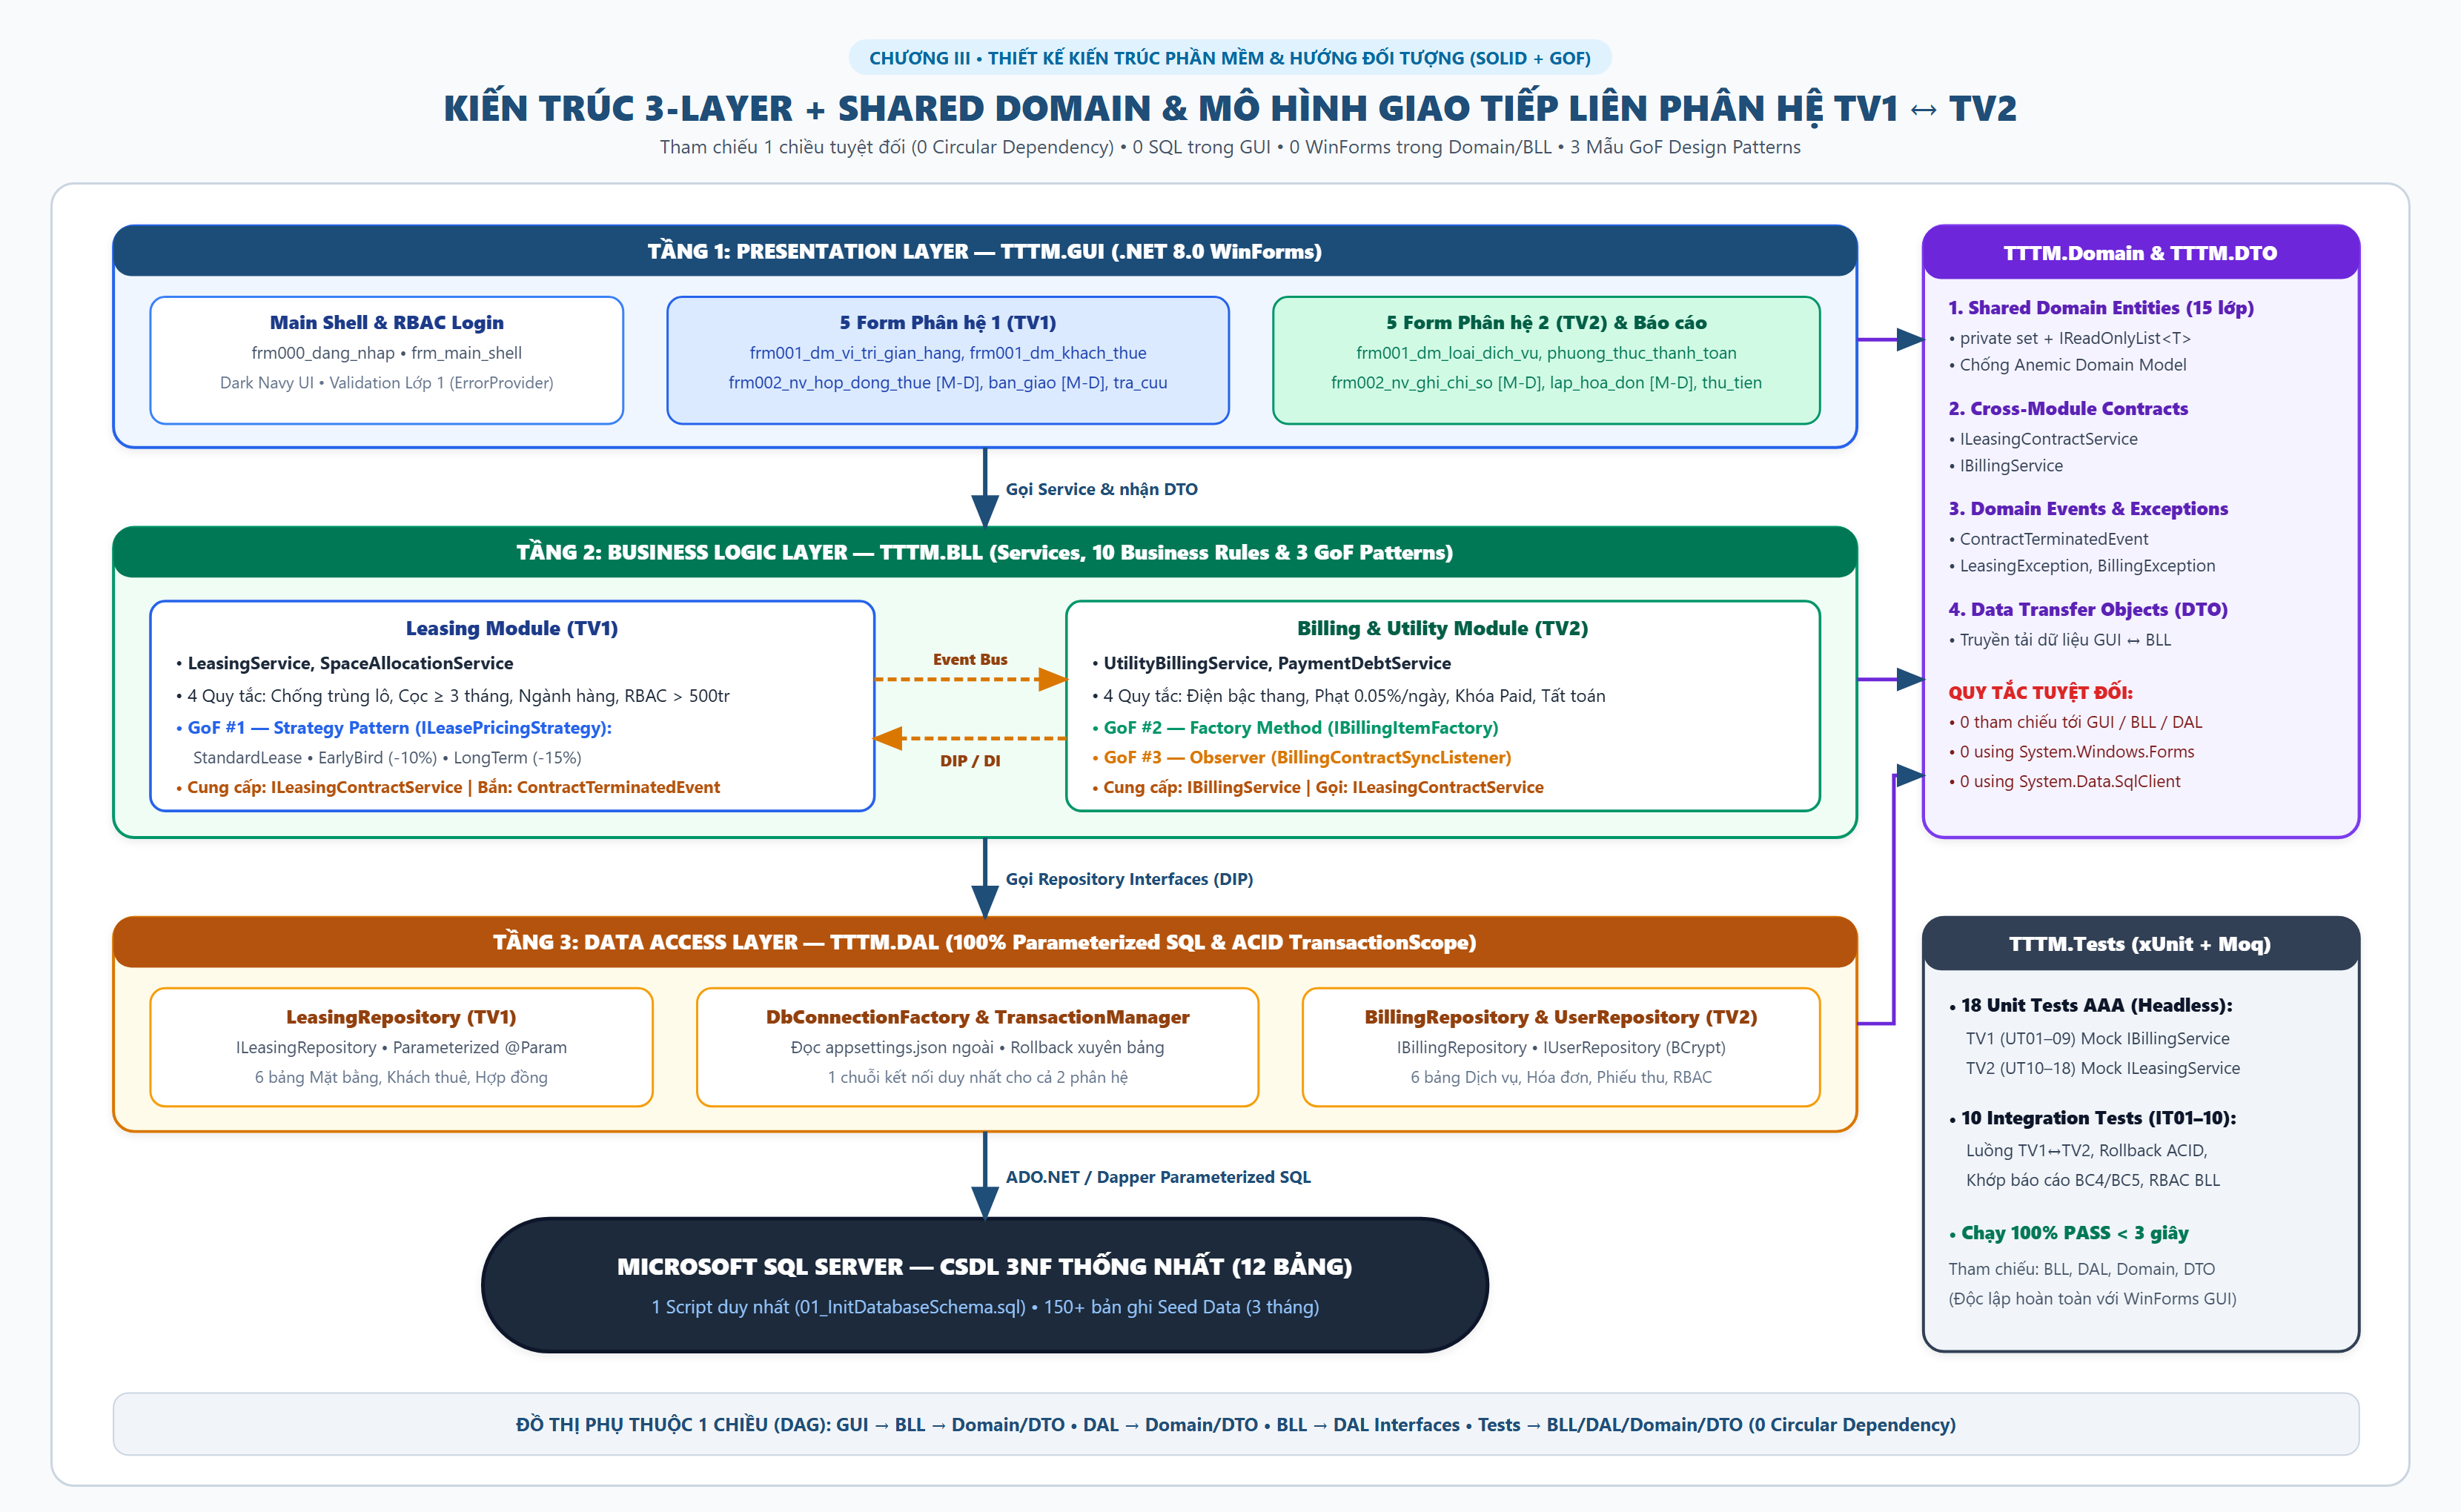 CHƯƠNG III • THIẾT KẾ KIẾN TRÚC PHẦN MỀM & HƯỚNG ĐỐI TƯỢNG (SOLID + GOF)
KIẾN TRÚC 3-LAYER + SHARED DOMAIN & MÔ HÌNH GIAO TIẾP LIÊN PHÂN HỆ TV1 ↔ TV2
Tham chiếu 1 chiều tuyệt đối (0 Circular Dependency) • 0 SQL trong GUI • 0 WinForms trong Domain/BLL • 3 Mẫu GoF Design Patterns
TẦNG 1: PRESENTATION LAYER — TTTM.GUI (.NET 8.0 WinForms)
Main Shell & RBAC Login
frm000_dang_nhap • frm_main_shell
Dark Navy UI • Validation Lớp 1 (ErrorProvider)
5 Form Phân hệ 1 (TV1)
frm001_dm_vi_tri_gian_hang, frm001_dm_khach_thue
frm002_nv_hop_dong_thue [M-D], ban_giao [M-D], tra_cuu
5 Form Phân hệ 2 (TV2) & Báo cáo
frm001_dm_loai_dich_vu, phuong_thuc_thanh_toan
frm002_nv_ghi_chi_so [M-D], lap_hoa_don [M-D], thu_tien
Gọi Service & nhận DTO
TẦNG 2: BUSINESS LOGIC LAYER — TTTM.BLL (Services, 10 Business Rules & 3 GoF Patterns)
Leasing Module (TV1)
• LeasingService, SpaceAllocationService
• 4 Quy tắc: Chống trùng lô, Cọc ≥ 3 tháng, Ngành hàng, RBAC > 500tr
• GoF #1 — Strategy Pattern (ILeasePricingStrategy):
StandardLease • EarlyBird (-10%) • LongTerm (-15%)
• Cung cấp: ILeasingContractService | Bắn: ContractTerminatedEvent
Event Bus
DIP / DI
Billing & Utility Module (TV2)
• UtilityBillingService, PaymentDebtService
• 4 Quy tắc: Điện bậc thang, Phạt 0.05%/ngày, Khóa Paid, Tất toán
• GoF #2 — Factory Method (IBillingItemFactory)
• GoF #3 — Observer (BillingContractSyncListener)
• Cung cấp: IBillingService | Gọi: ILeasingContractService
Gọi Repository Interfaces (DIP)
TẦNG 3: DATA ACCESS LAYER — TTTM.DAL (100% Parameterized SQL & ACID TransactionScope)
LeasingRepository (TV1)
ILeasingRepository • Parameterized @Param
6 bảng Mặt bằng, Khách thuê, Hợp đồng
DbConnectionFactory & TransactionManager
Đọc appsettings.json ngoài • Rollback xuyên bảng
1 chuỗi kết nối duy nhất cho cả 2 phân hệ
BillingRepository & UserRepository (TV2)
IBillingRepository • IUserRepository (BCrypt)
6 bảng Dịch vụ, Hóa đơn, Phiếu thu, RBAC
ADO.NET / Dapper Parameterized SQL
MICROSOFT SQL SERVER — CSDL 3NF THỐNG NHẤT (12 BẢNG)
1 Script duy nhất (01_InitDatabaseSchema.sql) • 150+ bản ghi Seed Data (3 tháng)
TTTM.Domain & TTTM.DTO
1. Shared Domain Entities (15 lớp)
• private set + IReadOnlyList<T>
• Chống Anemic Domain Model
2. Cross-Module Contracts
• ILeasingContractService
• IBillingService
3. Domain Events & Exceptions
• ContractTerminatedEvent
• LeasingException, BillingException
4. Data Transfer Objects (DTO)
• Truyền tải dữ liệu GUI ↔ BLL
QUY TẮC TUYỆT ĐỐI:
• 0 tham chiếu tới GUI / BLL / DAL
• 0 using System.Windows.Forms
• 0 using System.Data.SqlClient
TTTM.Tests (xUnit + Moq)
• 18 Unit Tests AAA (Headless):
TV1 (UT01–09) Mock IBillingService
TV2 (UT10–18) Mock ILeasingService
• 10 Integration Tests (IT01–10):
Luồng TV1↔TV2, Rollback ACID,
Khớp báo cáo BC4/BC5, RBAC BLL
• Chạy 100% PASS < 3 giây
Tham chiếu: BLL, DAL, Domain, DTO
(Độc lập hoàn toàn với WinForms GUI)
ĐỒ THỊ PHỤ THUỘC 1 CHIỀU (DAG): GUI → BLL → Domain/DTO • DAL → Domain/DTO • BLL → DAL Interfaces • Tests → BLL/DAL/Domain/DTO (0 Circular Dependency)